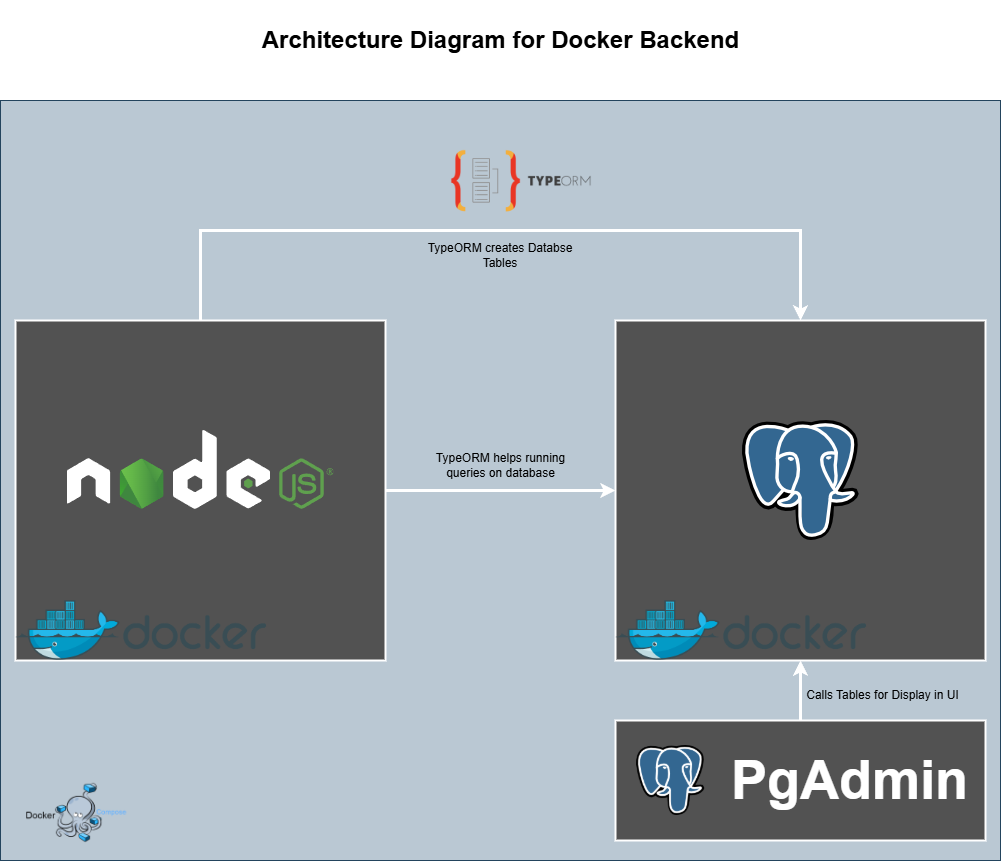 Architecture Diagram for Docker Backend
TYPEORM
TypeORM creates Databse
Tables
TypeORM helps running
queries on database
node
JS
®
docker
docker
Calls Tables for Display in UI
PgAdmin
Docker Compose